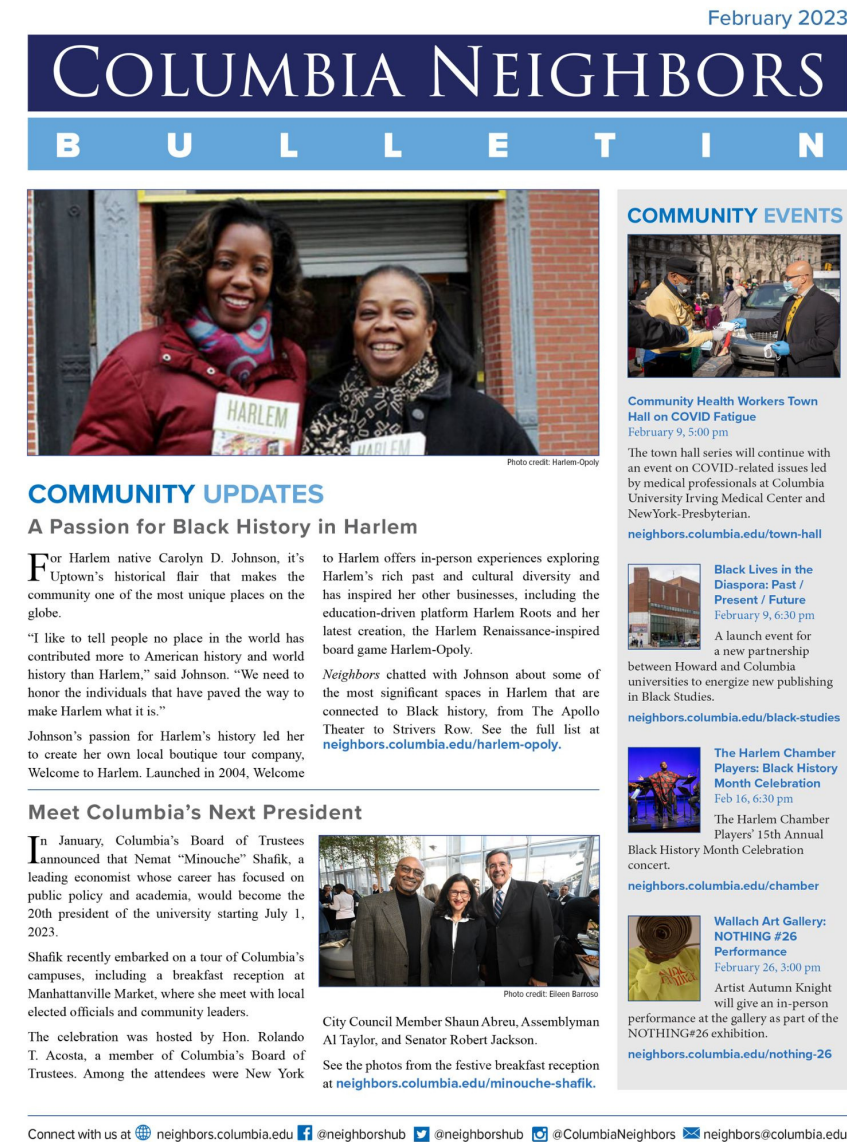 February 2023
COLUMBIA NEIGHBORS
BULLETIN
HARLEM
HARLEM
Photo credit: Harlem-Opoly
COMMUNITY UPDATES
A Passion for Black History in Harlem
For Harlem native Carolyn D. Johnson, it’s
Uptown’s historical flair that makes the
community one of the most unique places on the
globe.
“I like to tell people no place in the world has
contributed more to American history and world
history than Harlem,” said Johnson. “We need to
honor the individuals that have paved the way to
make Harlem what it is.”
Johnson’s passion for Harlem’s history led her
to create her own local boutique tour company,
Welcome to Harlem. Launched in 2004, Welcome
to Harlem offers in-person experiences exploring
Harlem’s rich past and cultural diversity and
has inspired her other businesses, including the
education-driven platform Harlem Roots and her
latest creation, the Harlem Renaissance-inspired
board game Harlem-Opoly.
Neighbors chatted with Johnson about some of
the most significant spaces in Harlem that are
connected to Black history, from The Apollo
Theater to Strivers Row. See the full list at
neighbors.columbia.edu/harlem-opoly.
Meet Columbia’s Next President
In January, Columbia’s Board of Trustees
announced that Nemat “Minouche” Shafik, a
leading economist whose career has focused on
public policy and academia, would become the
20th president of the university starting July 1,
2023.
Shafik recently embarked on a tour of Columbia’s
campuses, including a breakfast reception at
Manhattanville Market, where she meet with local
elected officials and community leaders.
The celebration was hosted by Hon. Rolando
T. Acosta, a member of Columbia’s Board of
Trustees. Among the attendees were New York
Photo credit: Eileen Barroso
City Council Member Shaun Abreu, Assemblyman
Al Taylor, and Senator Robert Jackson.
See the photos from the festive breakfast reception
at neighbors.columbia.edu/minouche-shafik.
COMMUNITY EVENTS
Community Health Workers Town
Hall on COVID Fatigue
February 9, 5:00 pm
The town hall series will continue with
an event on COVID-related issues led
by medical professionals at Columbia
University Irving Medical Center and
NewYork-Presbyterian.
neighbors.columbia.edu/town-hall
Black Lives in the
Diaspora: Past /
Present / Future
February 9, 6:30 pm
A launch event for
a new partnership
between Howard and Columbia
universities to energize new publishing
in Black Studies.
neighbors.columbia.edu/black-studies
The Harlem Chamber
Players: Black History
Month Celebration
Feb 16, 6:30 pm
The Harlem Chamber
Players’ 15th Annual
Black History Month Celebration
concert.
neighbors.columbia.edu/chamber
Wallach Art Gallery:
NOTHING #26
Performance
February 26, 3:00 pm
Artist Autumn Knight
will give an in-person
performance at the gallery as part of the
NOTHING#26 exhibition.
neighbors.columbia.edu/nothing-26
Connect with us at neighbors.columbia.edu @neighborshub @neighborshub @ColumbiaNeighbors neighbors@columbia.edu